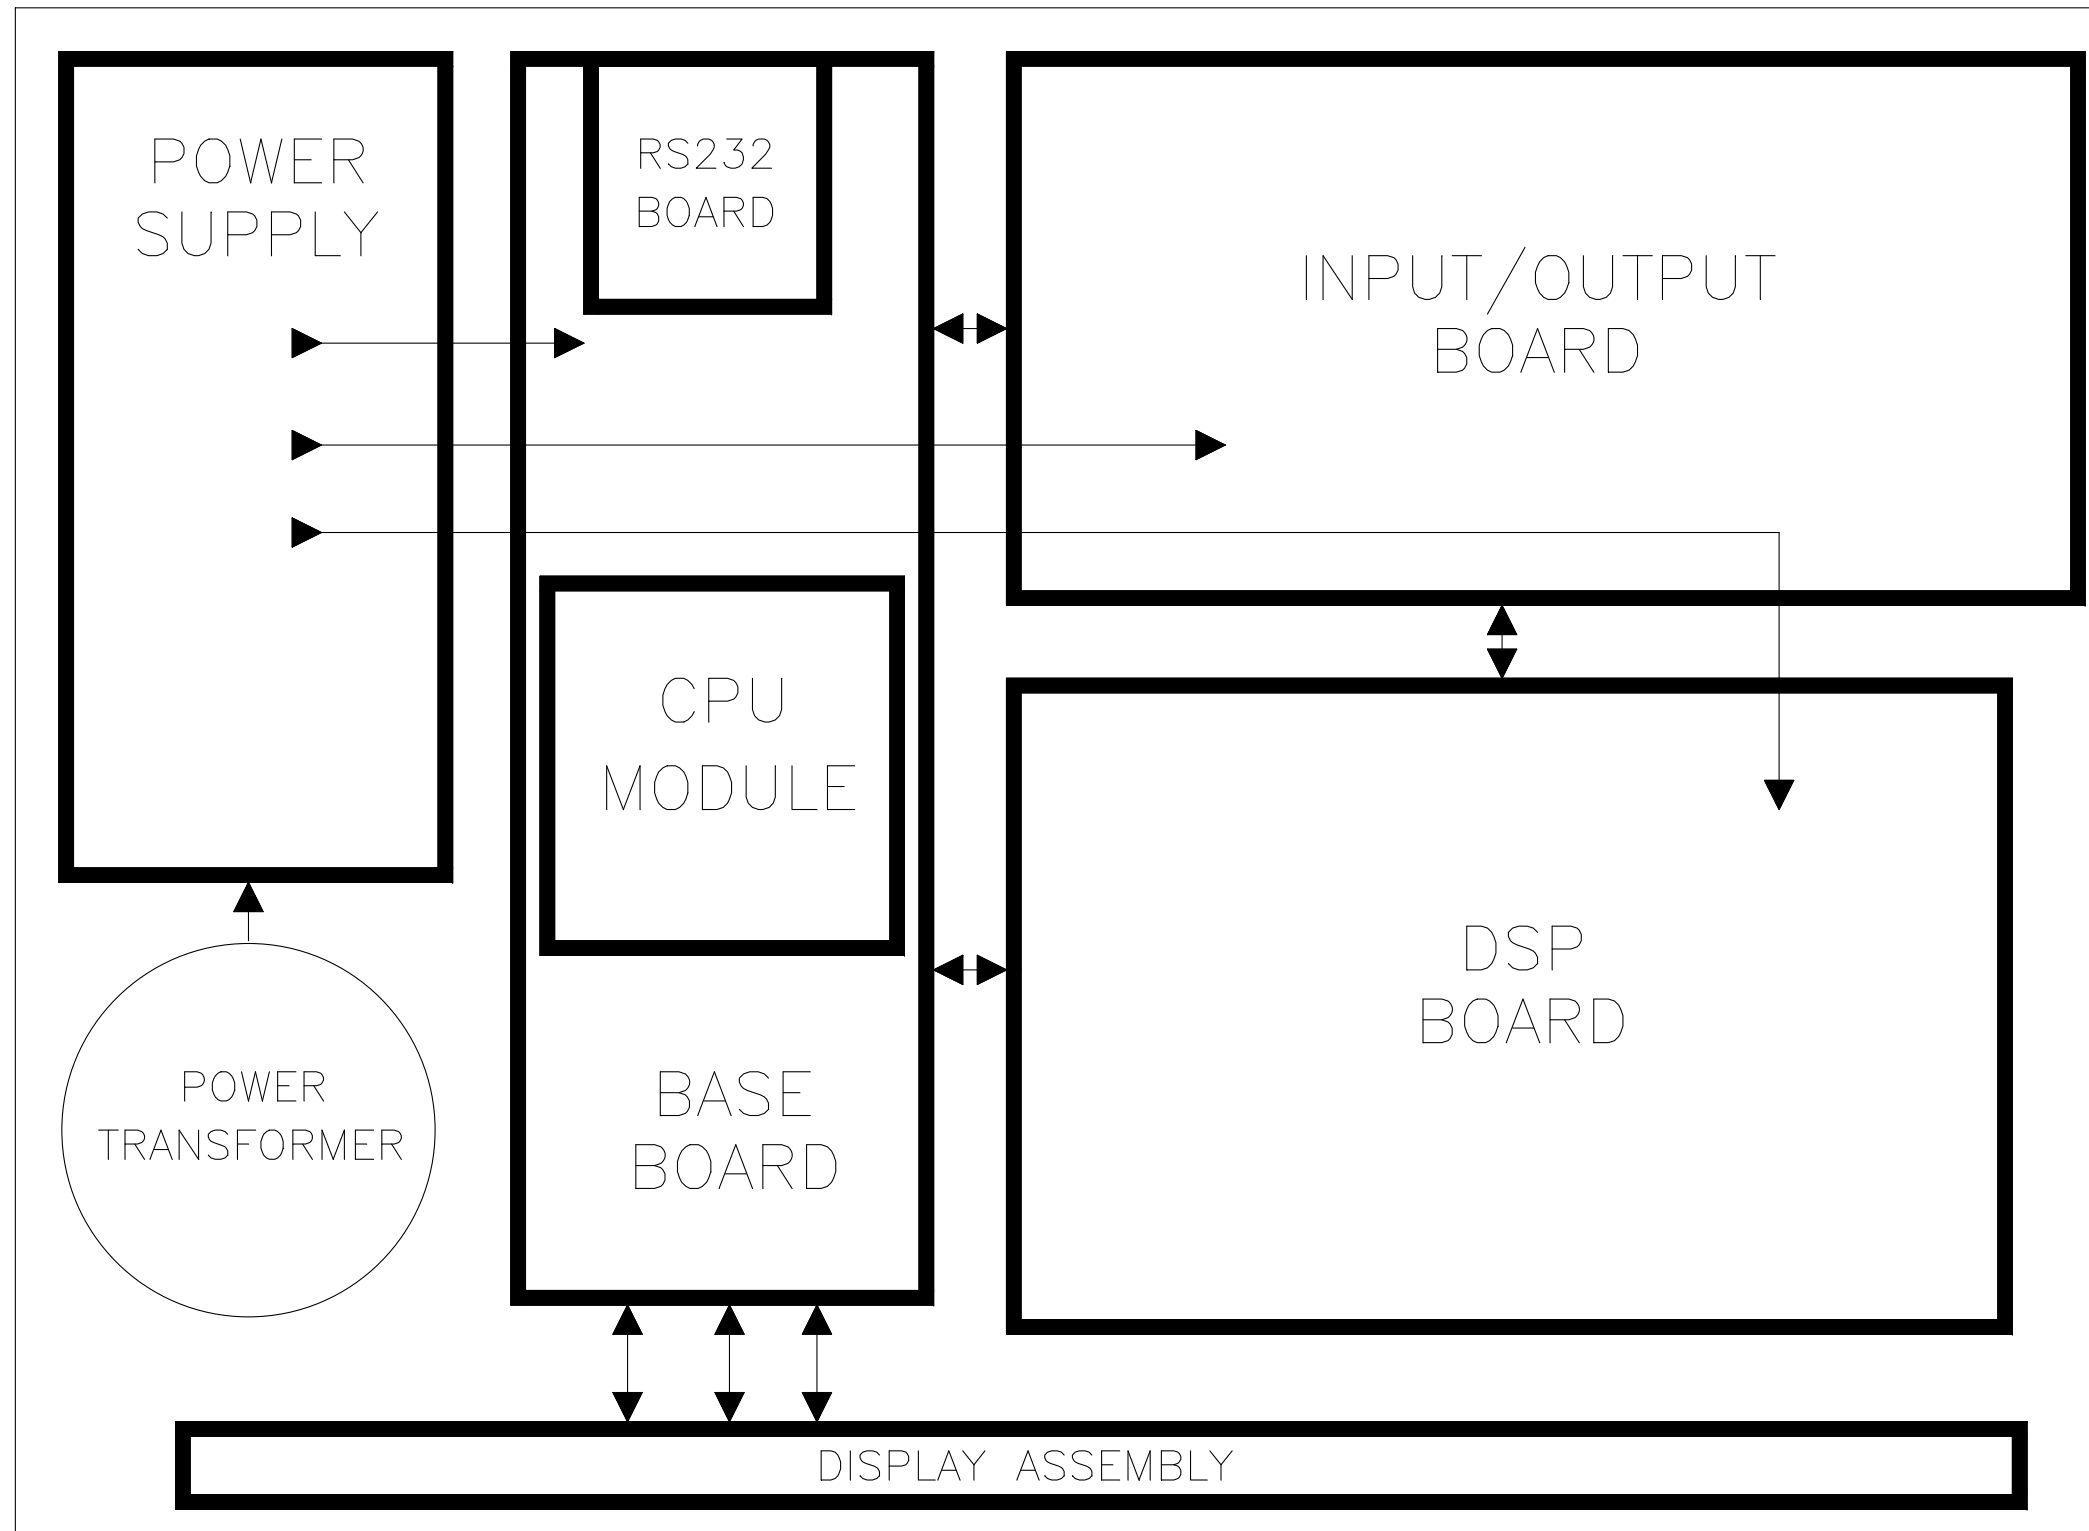 POWER
SUPPLY
RS232
BOARD
INPUT/OUTPUT
BOARD
CPU
MODULE
DSP
BOARD
POWER
TRANSFORMER
BASE
BOARD
DISPLAY ASSEMBLY